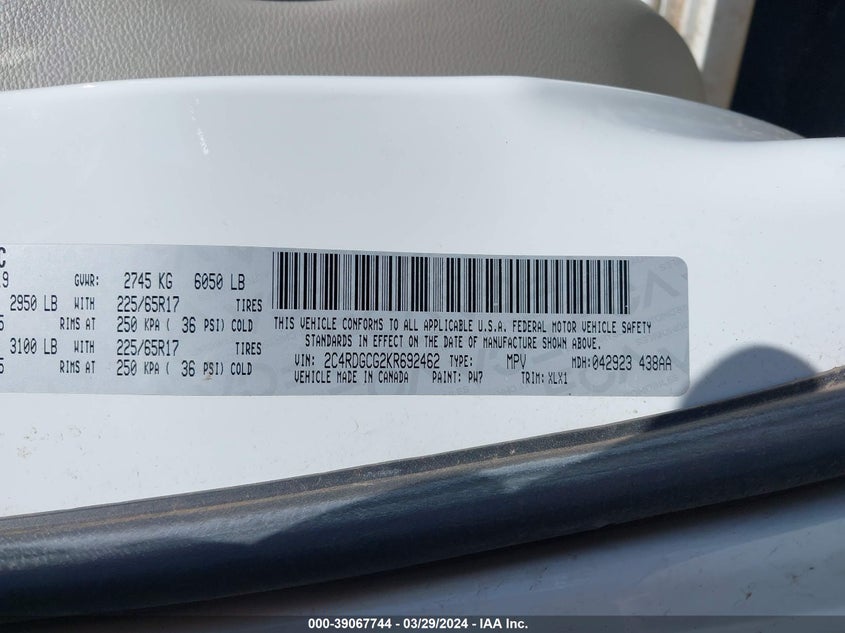 C
9 GVWR: 2745 KG 6050 LB
2950 LB WITH 225/65R17 TIRES
5 RIMS AT 250 KPA ( 36 PSI) COLD
3100 LB WITH 225/65R17 TIRES
5 RIMS AT 250 KPA ( 36 PSI) COLD
THIS VEHICLE CONFORMS TO ALL APPLICABLE U.S.A. FEDERAL MOTOR VEHICLE SAFETY
STANDARDS IN EFFECT ON THE DATE OF MANUFACTURE SHOWN ABOVE.
VIN: 2C4RDGCG2KR692462 TYPE: MPV MDH: 042923 438AA
VEHICLE MADE IN CANADA PAINT: PW7 TRIM: XLX1
000-39067744 / 03/29/2024 - IAA Inc.